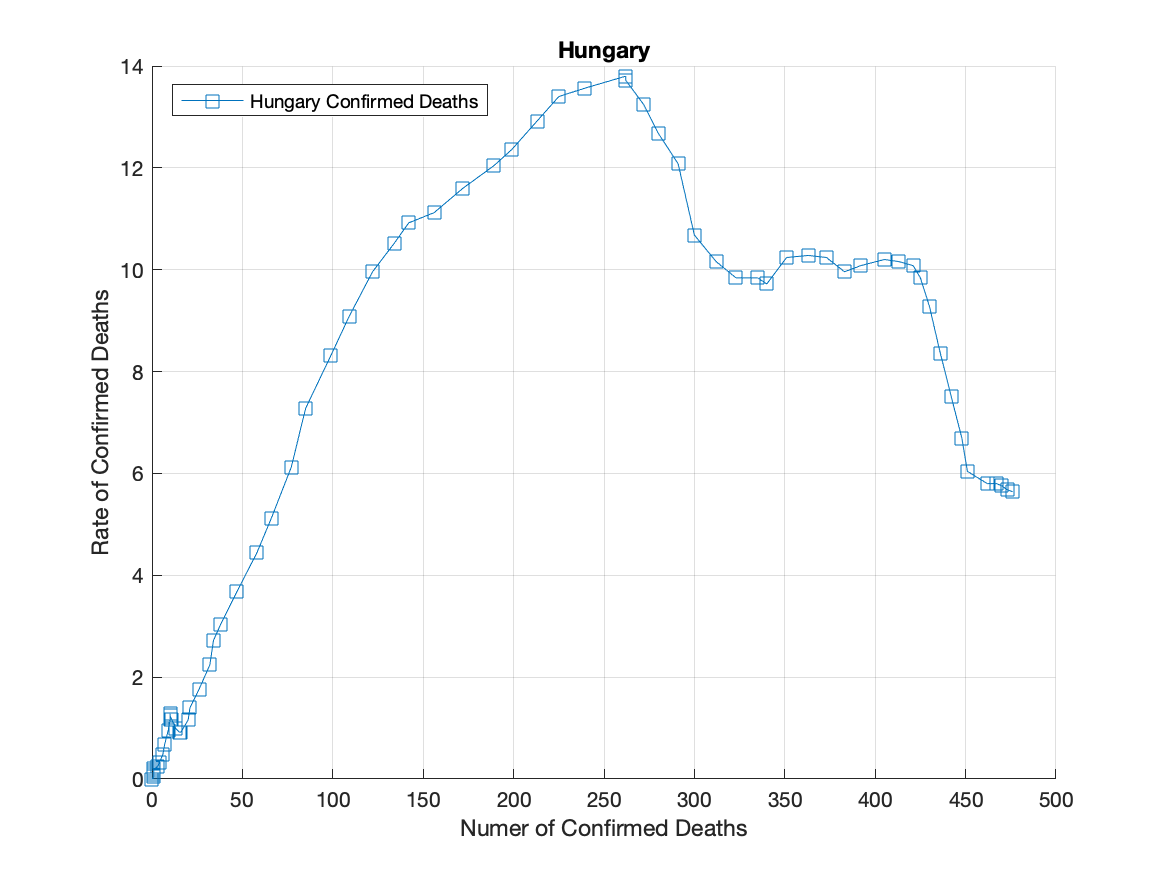 Hungary
Hungary Confirmed Deaths
14
12
10
8
6
4
2
0
Rate of Confirmed Deaths
0 50 100 150 200 250 300 350 400 450 500
Numer of Confirmed Deaths